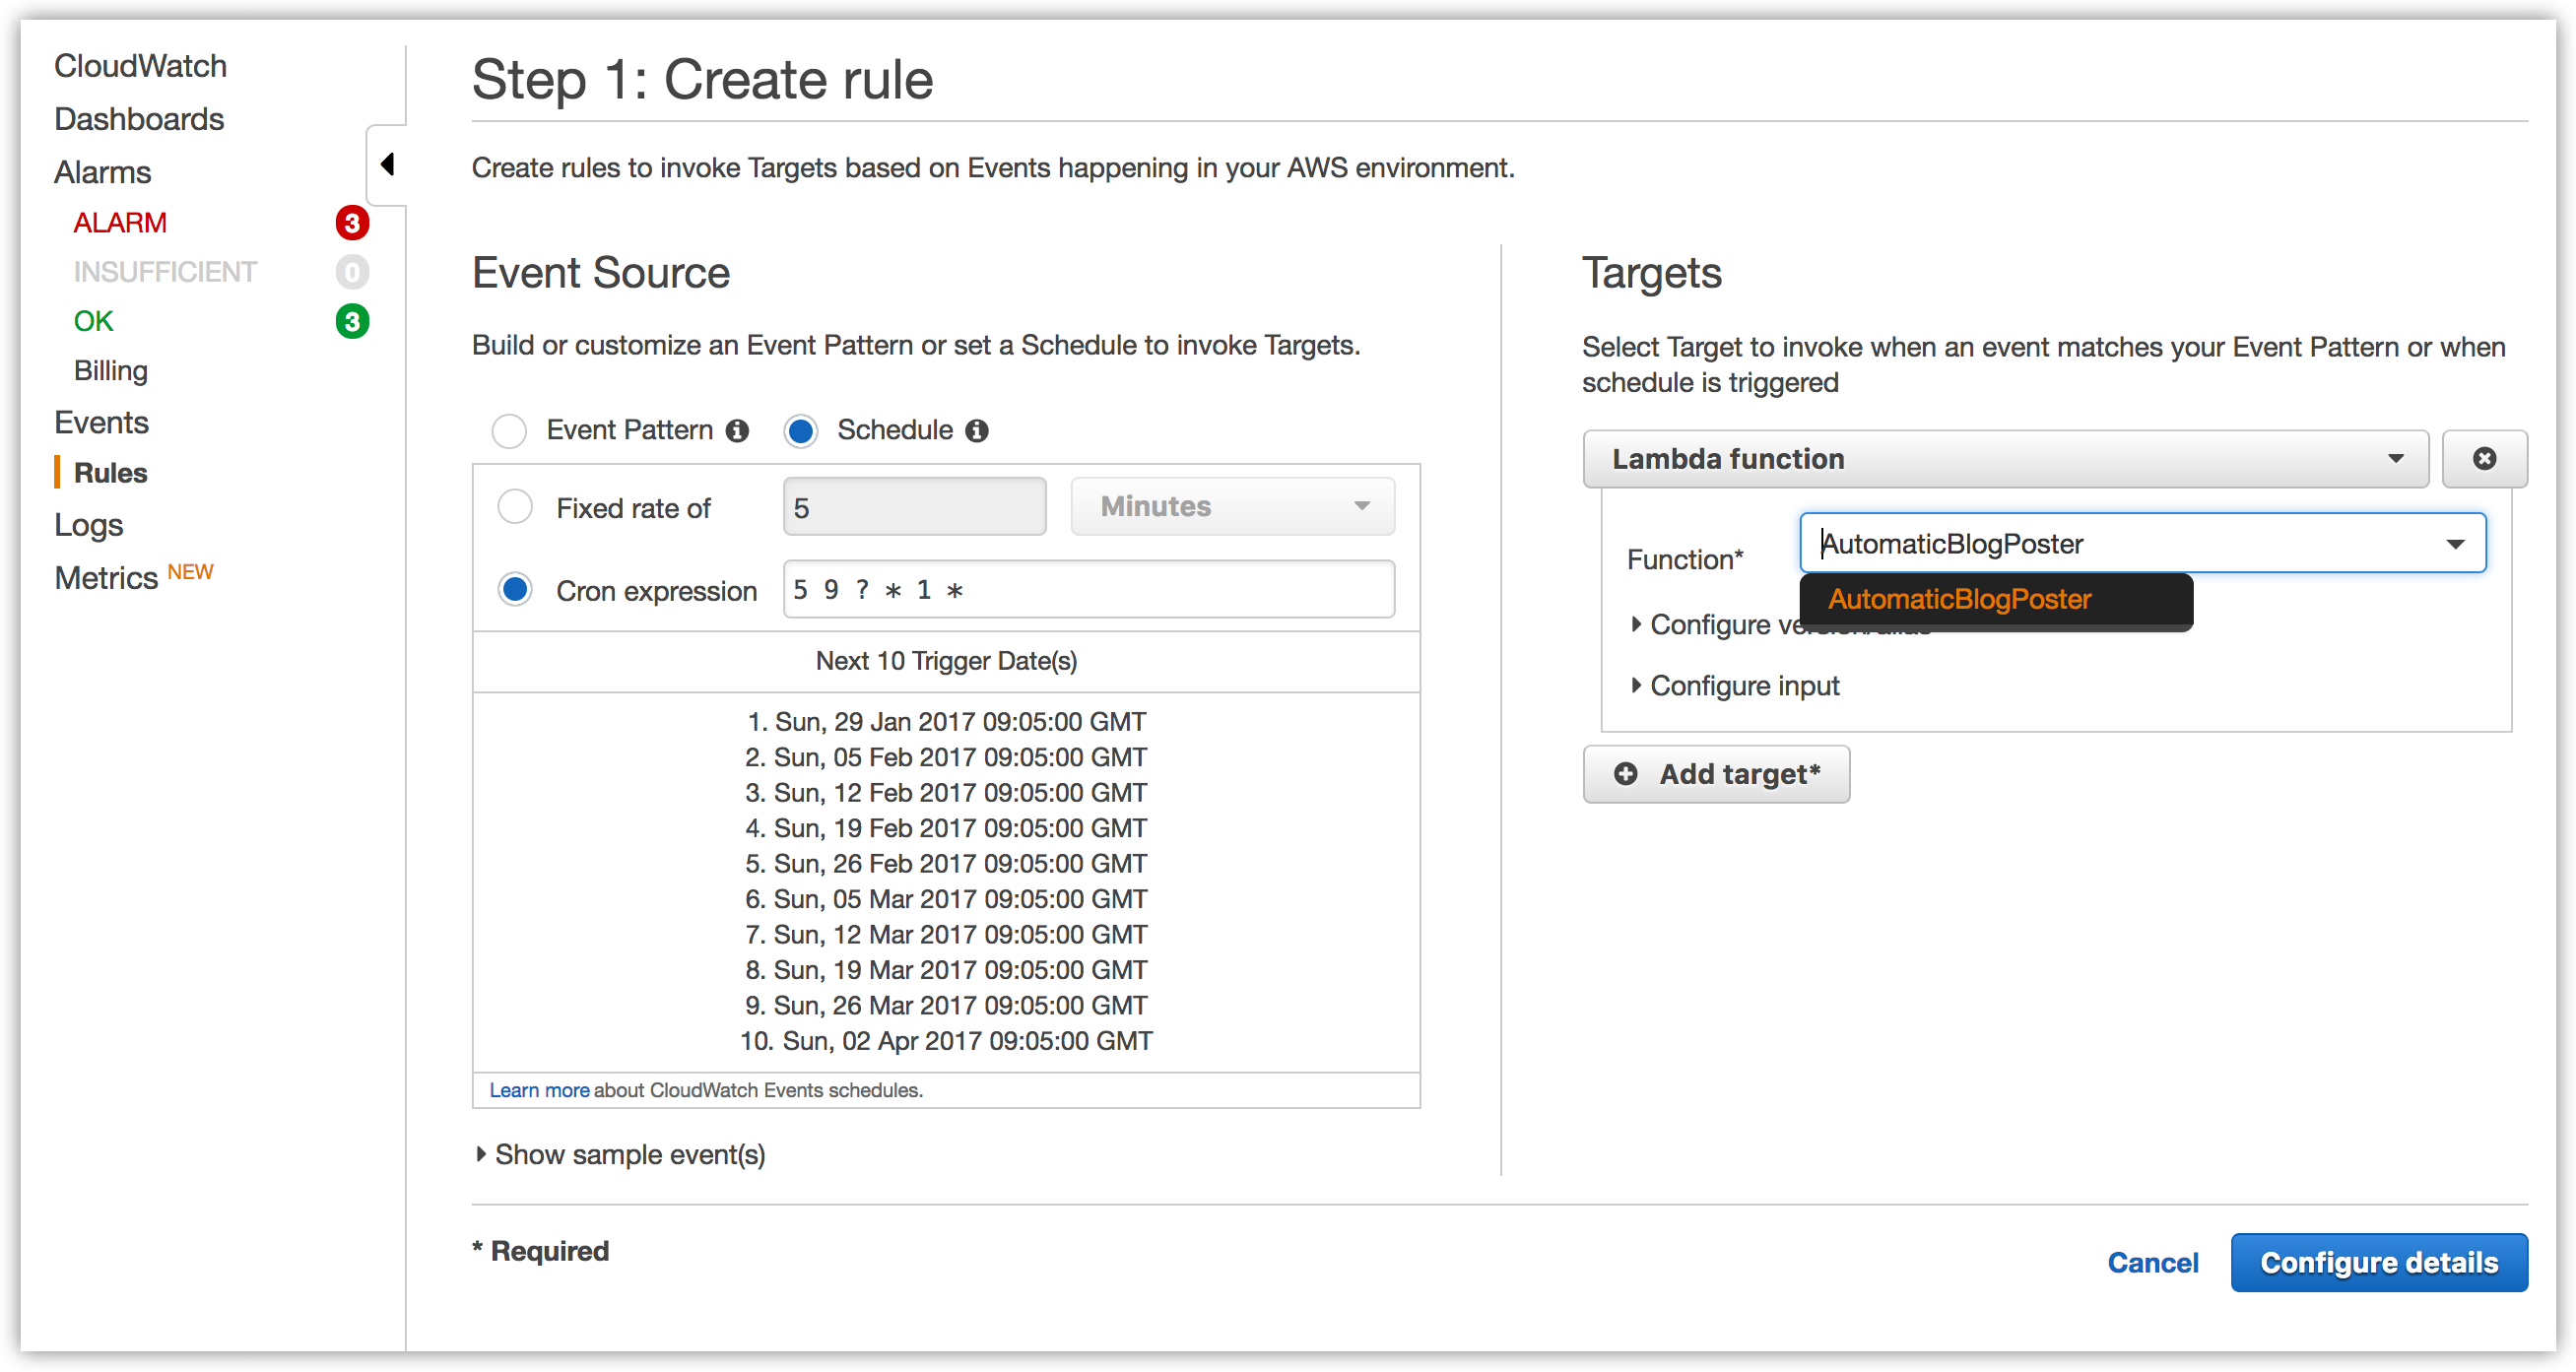 CloudWatch
Dashboards
Alarms
ALARM 3
INSUFFICIENT 0
OK 3
Billing
Events
Rules
Logs
Metrics NEW
Step 1: Create rule
Create rules to invoke Targets based on Events happening in your AWS environment.
Event Source
Build or customize an Event Pattern or set a Schedule to invoke Targets.
Event Pattern Schedule
Fixed rate of 5 Minutes
Cron expression 5 9 ? * 1 *
Next 10 Trigger Date(s)
1. Sun, 29 Jan 2017 09:05:00 GMT
2. Sun, 05 Feb 2017 09:05:00 GMT
3. Sun, 12 Feb 2017 09:05:00 GMT
4. Sun, 19 Feb 2017 09:05:00 GMT
5. Sun, 26 Feb 2017 09:05:00 GMT
6. Sun, 05 Mar 2017 09:05:00 GMT
7. Sun, 12 Mar 2017 09:05:00 GMT
8. Sun, 19 Mar 2017 09:05:00 GMT
9. Sun, 26 Mar 2017 09:05:00 GMT
10. Sun, 02 Apr 2017 09:05:00 GMT
Learn more about CloudWatch Events schedules.
Show sample event(s)
Targets
Select Target to invoke when an event matches your Event Pattern or when
schedule is triggered
Lambda function
Function* AutomaticBlogPoster
AutomaticBlogPoster
Configure version/alias
Configure input
Add target*
* Required
Cancel Configure details